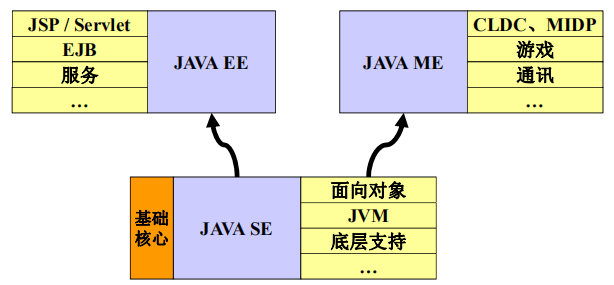 JSP / Servlet
EJB
服务
…
JAVA EE
JAVA ME
CLDC、MIDP
游戏
通讯
…
基础
核心
JAVA SE
面向对象
JVM
底层支持
…